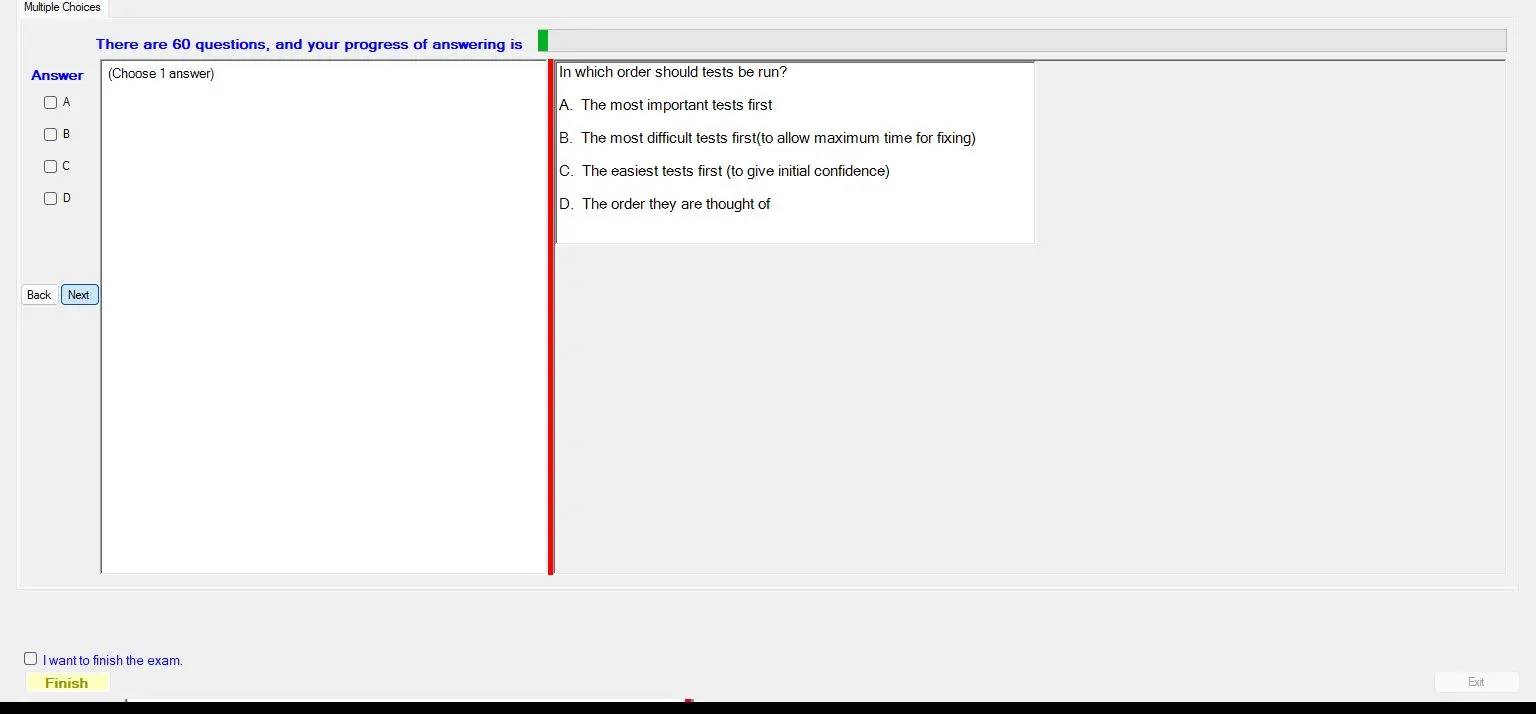 Multiple Choices
There are 60 questions, and your progress of answering is
Answer
(Choose 1 answer)
A
B
C
D
Back
Next
In which order should tests be run?
A. The most important tests first
B. The most difficult tests first(to allow maximum time for fixing)
C. The easiest tests first (to give initial confidence)
D. The order they are thought of
I want to finish the exam.
Finish
Exit